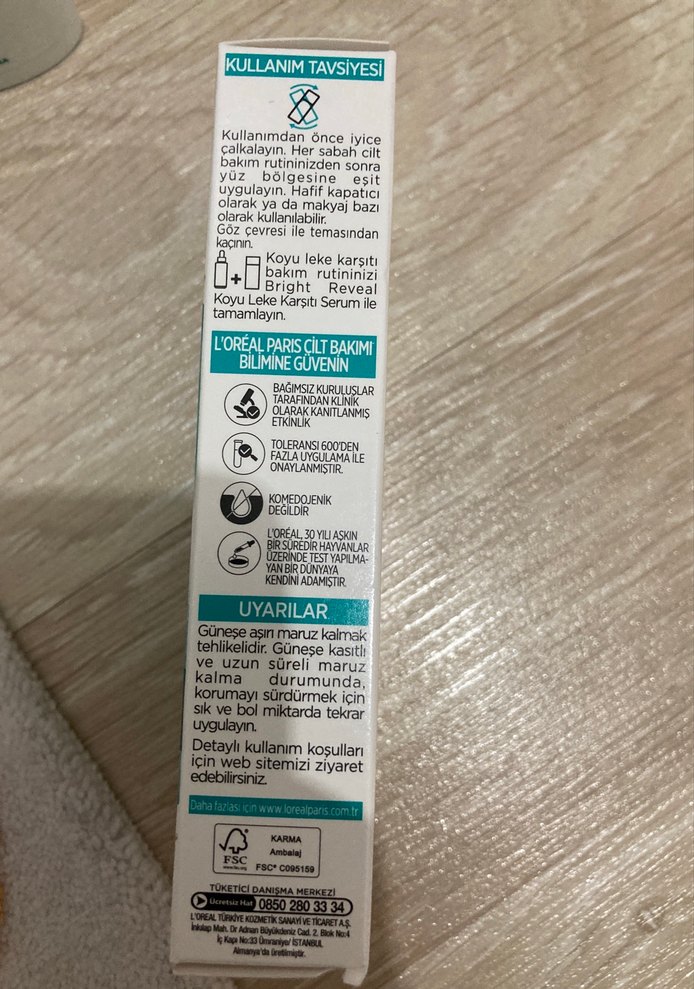 KULLANIM TAVSİYESİ
Kullanımdan önce iyice
çalkalayın. Her sabah cilt
bakım rutininizden sonra
yüz bölgesine eşit
uygulayın. Hafif kapatıcı
olarak ya da makyaj bazı
olarak kullanılabilir.
Göz çevresi ile temasından
kaçının.
Koyu leke karşıtı
bakım rutininizi
Bright Reveal
Koyu Leke Karşıtı Serum ile
tamamlayın.
L'ORÉAL PARIS CİLT BAKIMI
BİLİMİNE GÜVENİN
BAĞIMSIZ KURULUŞLAR
TARAFINDAN KLİNİK
OLARAK KANITLANMIŞ
ETKİNLİK
TOLERANSI 600'DEN
FAZLA UYGULAMA İLE
ONAYLANMIŞTIR.
KOMEDOJENİK
DEĞİLDİR
L'ORÉAL, 30 YILI AŞKIN
BİR SÜREDİR HAYVANLAR
ÜZERİNDE TEST YAPILMA-
YAN BİR DÜNYAYA
KENDİNİ ADAMIŞTIR.
UYARILAR
Güneşe aşırı maruz kalmak
tehlikelidir. Güneşe kasıtlı
ve uzun süreli maruz
kalma durumunda,
korumayı sürdürmek için
sık ve bol miktarda tekrar
uygulayın.
Detaylı kullanım koşulları
için web sitemizi ziyaret
edebilirsiniz.
Daha fazlası için www.lorealparis.com.tr
FSC
www.fsc.org
KARMA
Ambalaj
FSC® C095159
TÜKETİCİ DANIŞMA MERKEZİ
Ücretsiz Hat 0850 280 33 34
L'ORÉAL TÜRKİYE KOZMETİK SANAYİ VE TİCARET A.Ş.
İnkılap Mah. Dr Adnan Büyükdeniz Cad. 2. Blok No:4
İç Kapı No:33 Ümraniye/ İSTANBUL
Almanya'da üretilmiştir.